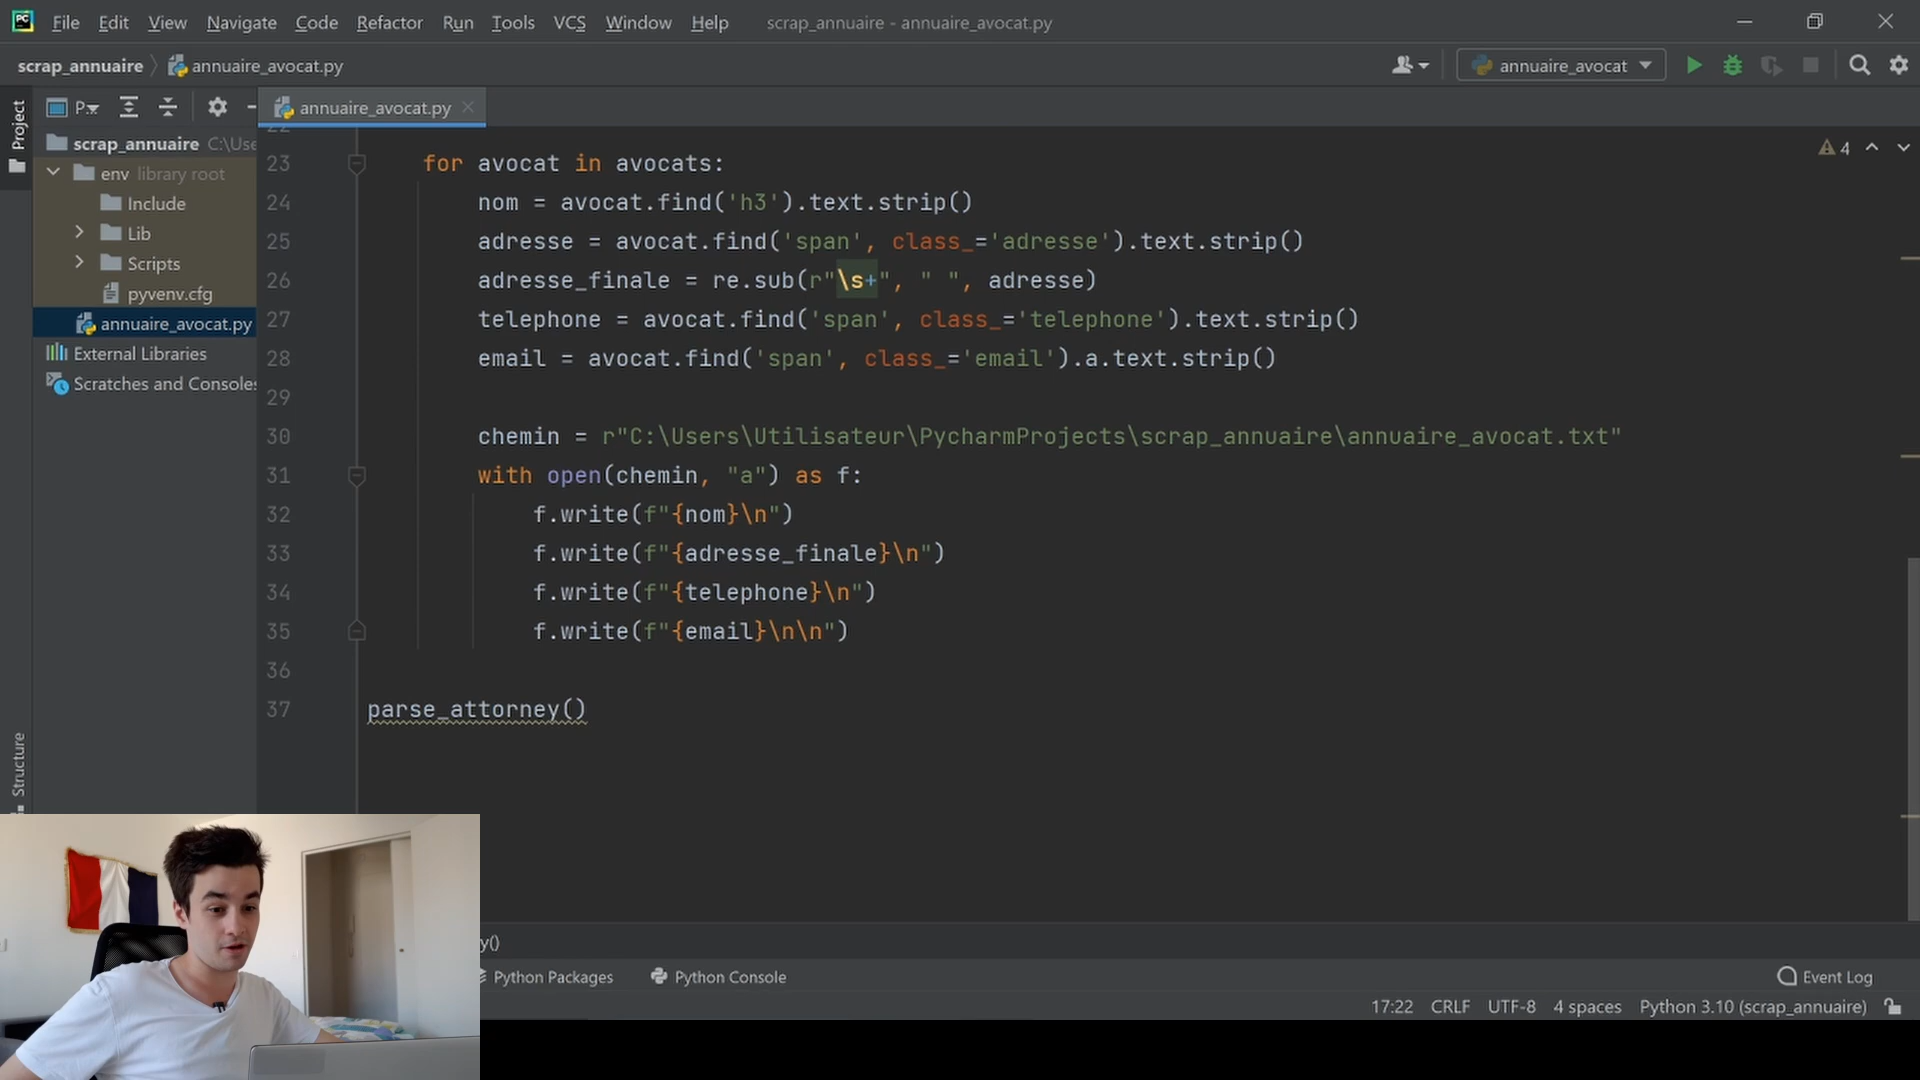 PC File Edit View Navigate Code Refactor Run Tools VCS Window Help scrap_annuaire - annuaire_avocat.py
scrap_annuaire annuaire_avocat.py annuaire_avocat
Project
P... annuaire_avocat.py
scrap_annuaire C:\Use
env library root
Include
Lib
Scripts
pyvenv.cfg
annuaire_avocat.py
External Libraries
Scratches and Consoles
Structure
4
22
23 for avocat in avocats:
24 nom = avocat.find('h3').text.strip()
25 adresse = avocat.find('span', class_='adresse').text.strip()
26 adresse_finale = re.sub(r"\s+", " ", adresse)
27 telephone = avocat.find('span', class_='telephone').text.strip()
28 email = avocat.find('span', class_='email').a.text.strip()
29
30 chemin = r"C:\Users\Utilisateur\PycharmProjects\scrap_annuaire\annuaire_avocat.txt"
31 with open(chemin, "a") as f:
32 f.write(f"{nom}\n")
33 f.write(f"{adresse_finale}\n")
34 f.write(f"{telephone}\n")
35 f.write(f"{email}\n\n")
36
37 parse_attorney()
y()
Python Packages Python Console Event Log
17:22 CRLF UTF-8 4 spaces Python 3.10 (scrap_annuaire)